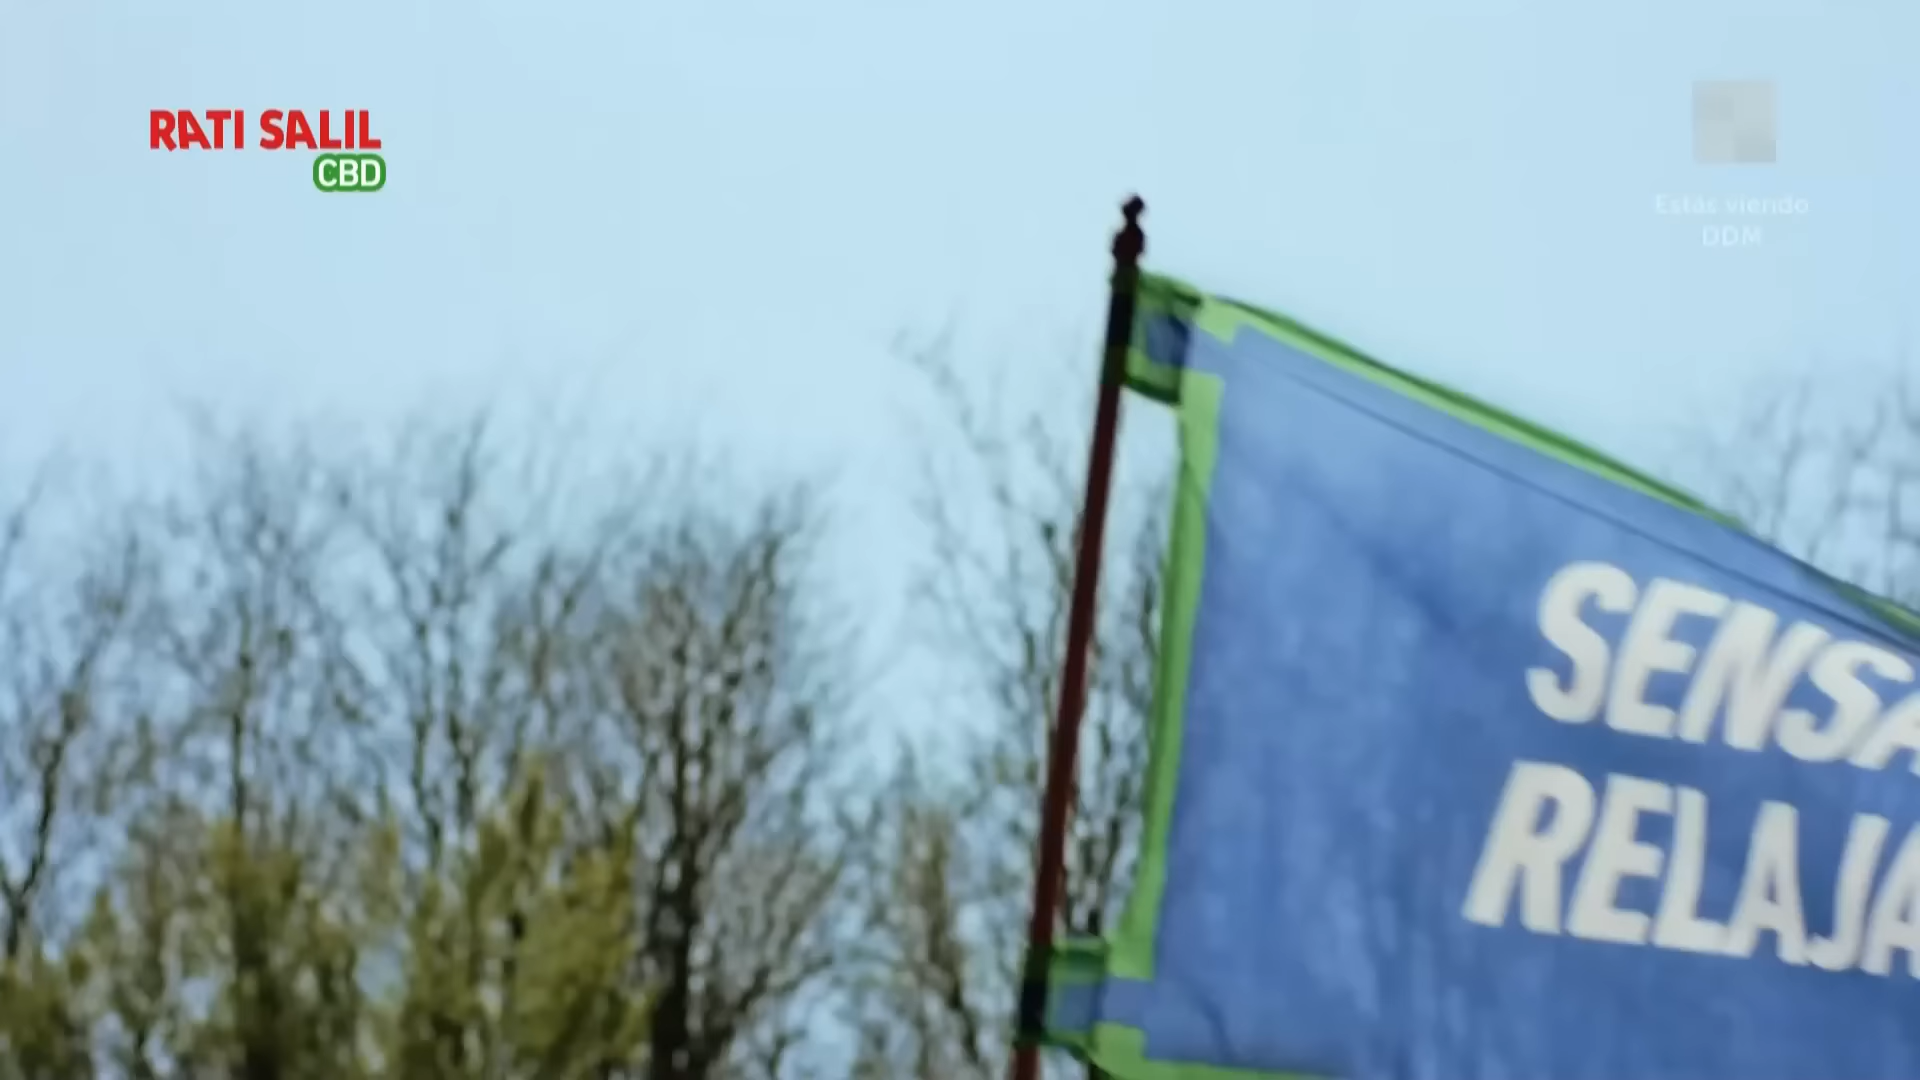 RATI SALIL
CBD
Estás viendo
DDM
SENSA
RELAJA